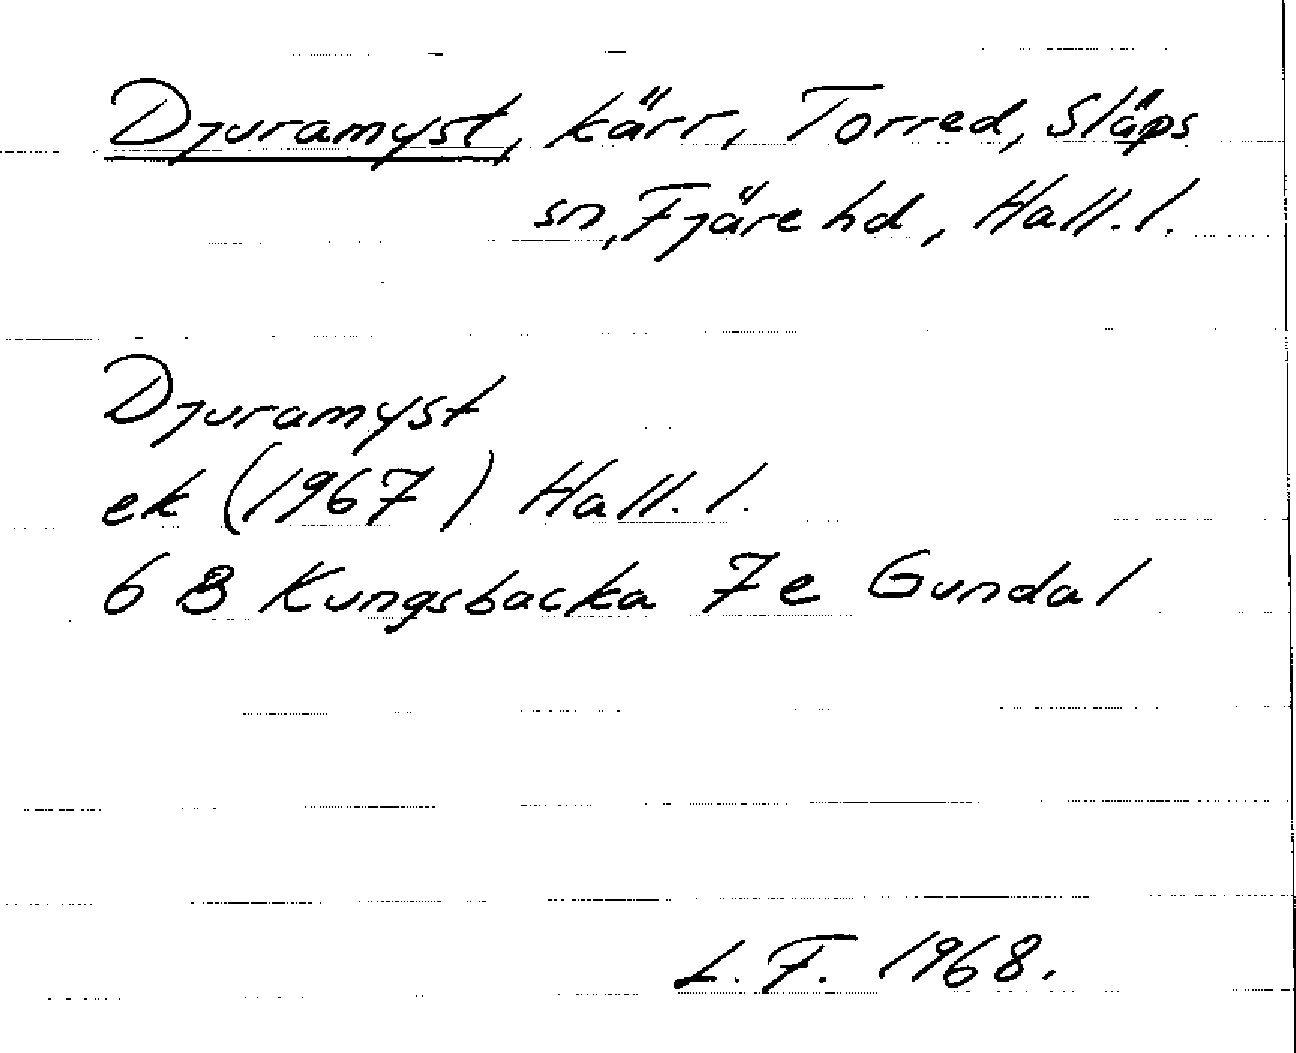 Djuramyst, kärr, Torred, Släps
sn, Fjäre hd, Hall. l.
Djuramyst
ek (1967) Hall. l.
6 B Kungsbacka 7e Gundal
L. F. 1968.